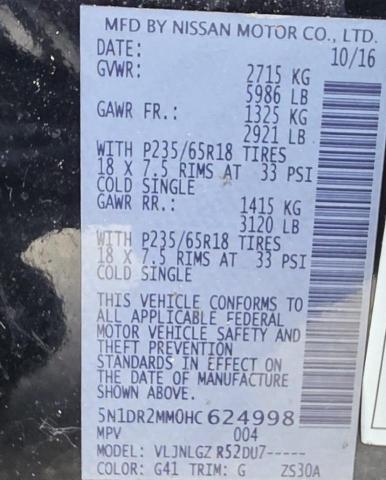 MFD BY NISSAN MOTOR CO., LTD.
DATE: 10/16
GVWR: 2715 KG
5986 LB
GAWR FR.: 1325 KG
2921 LB
WITH P235/65R18 TIRES
18 X 7.5 RIMS AT 33 PSI
COLD SINGLE
GAWR RR.: 1415 KG
3120 LB
WITH P235/65R18 TIRES
18 X 7.5 RIMS AT 33 PSI
COLD SINGLE
THIS VEHICLE CONFORMS TO
ALL APPLICABLE FEDERAL
MOTOR VEHICLE SAFETY AND
THEFT PREVENTION
STANDARDS IN EFFECT ON
THE DATE OF MANUFACTURE
SHOWN ABOVE.
5N1DR2MM0HC624998
MPV 004
MODEL: VLJNLGZ R52DU7-----
COLOR: G41 TRIM: G ZS30A